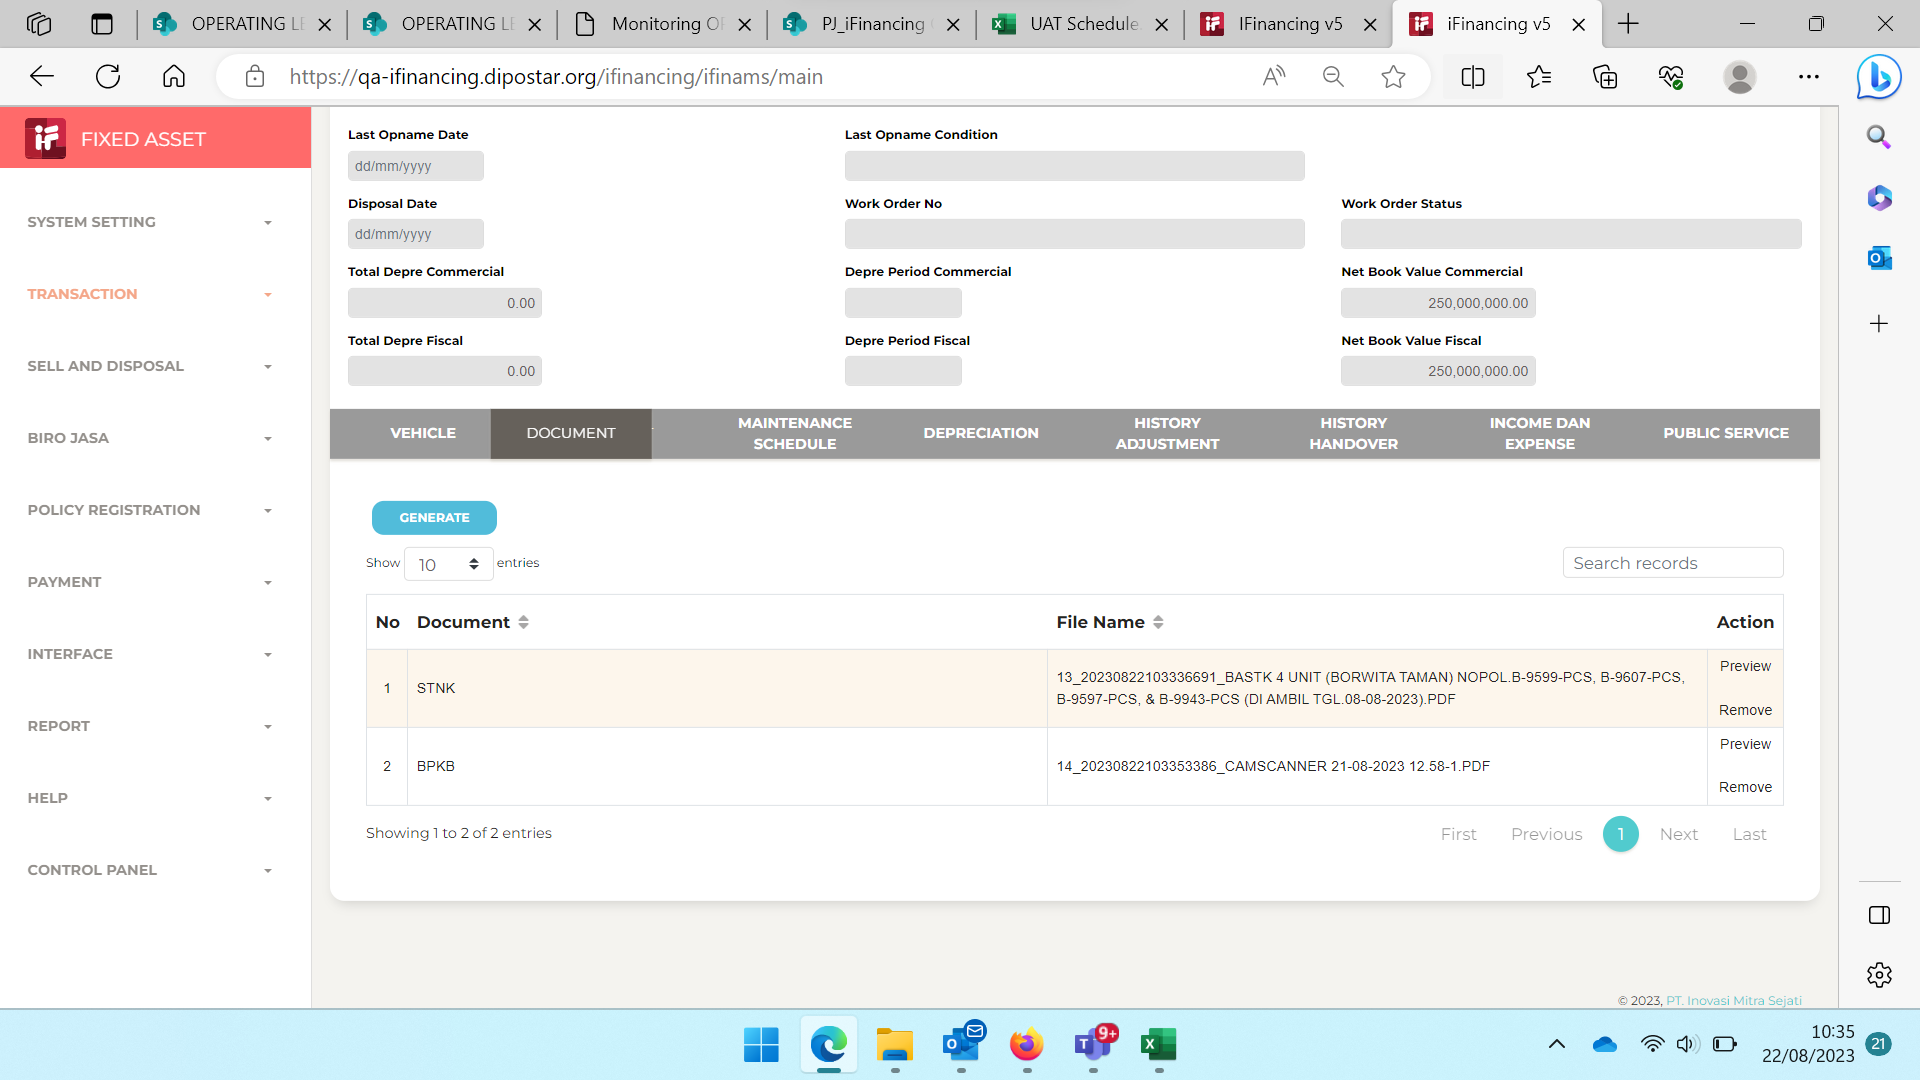 OPERATING LE
OPERATING LE
Monitoring OP
PJ_iFinancing
UAT Schedule.
IFinancing v5
iFinancing v5
https://qa-ifinancing.dipostar.org/ifinancing/ifinams/main
FIXED ASSET
SYSTEM SETTING
TRANSACTION
SELL AND DISPOSAL
BIRO JASA
POLICY REGISTRATION
PAYMENT
INTERFACE
REPORT
HELP
CONTROL PANEL
Last Opname Date
Last Opname Condition
dd/mm/yyyy
Disposal Date
Work Order No
Work Order Status
dd/mm/yyyy
Total Depre Commercial
Depre Period Commercial
Net Book Value Commercial
0.00
250,000,000.00
Total Depre Fiscal
Depre Period Fiscal
Net Book Value Fiscal
0.00
250,000,000.00
VEHICLE
DOCUMENT
MAINTENANCE
SCHEDULE
DEPRECIATION
HISTORY
ADJUSTMENT
HISTORY
HANDOVER
INCOME DAN
EXPENSE
PUBLIC SERVICE
GENERATE
Show 10 entries
Search records
No Document File Name Action
1 STNK
13_20230822103336691_BASTK 4 UNIT (BORWITA TAMAN) NOPOL.B-9599-PCS, B-9607-PCS,
B-9597-PCS, & B-9943-PCS (DI AMBIL TGL.08-08-2023).PDF
Preview
Remove
2 BPKB
14_20230822103353386_CAMSCANNER 21-08-2023 12.58-1.PDF
Preview
Remove
Showing 1 to 2 of 2 entries
First Previous 1 Next Last
© 2023, PT. Inovasi Mitra Sejati
9+
10:35
22/08/2023
21